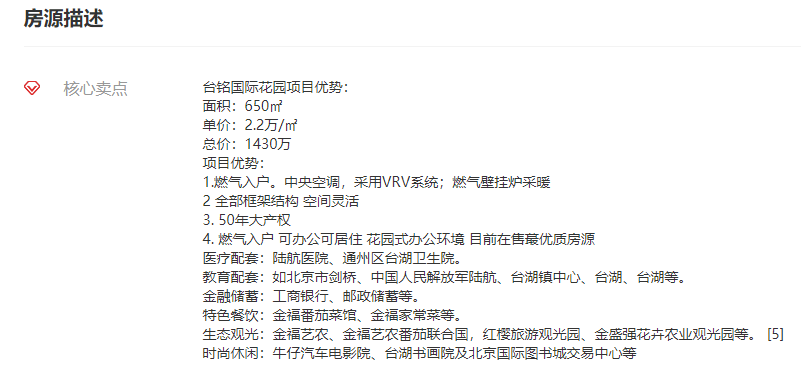 房源描述
核心卖点
台铭国际花园项目优势：
面积：650㎡
单价：2.2万/㎡
总价：1430万
项目优势：
1.燃气入户。中央空调，采用VRV系统；燃气壁挂炉采暖
2 全部框架结构 空间灵活
3. 50年大产权
4. 燃气入户 可办公可居住 花园式办公环境 目前在售蕞优质房源
医疗配套：陆航医院、通州区台湖卫生院。
教育配套：如北京市剑桥、中国人民解放军陆航、台湖镇中心、台湖、台湖等。
金融储蓄：工商银行、邮政储蓄等。
特色餐饮：金福番茄菜馆、金福家常菜等。
生态观光：金福艺农、金福艺农番茄联合国，红樱旅游观光园、金盛强花卉农业观光园等。 [5]
时尚休闲：牛仔汽车电影院、台湖书画院及北京国际图书城交易中心等